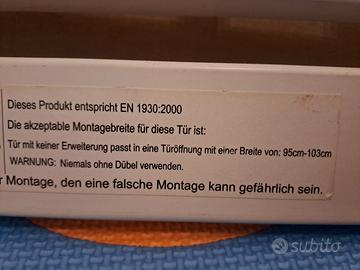 Dieses Produkt entspricht EN 1930:2000
Die akzeptable Montagebreite für diese Tür ist:
Tür mit keiner Erweiterung passt in eine Türöffnung mit einer Breite von: 95cm-103cm
WARNUNG: Niemals ohne Dübel verwenden.
r Montage, den eine falsche Montage kann gefährlich sein.
subito